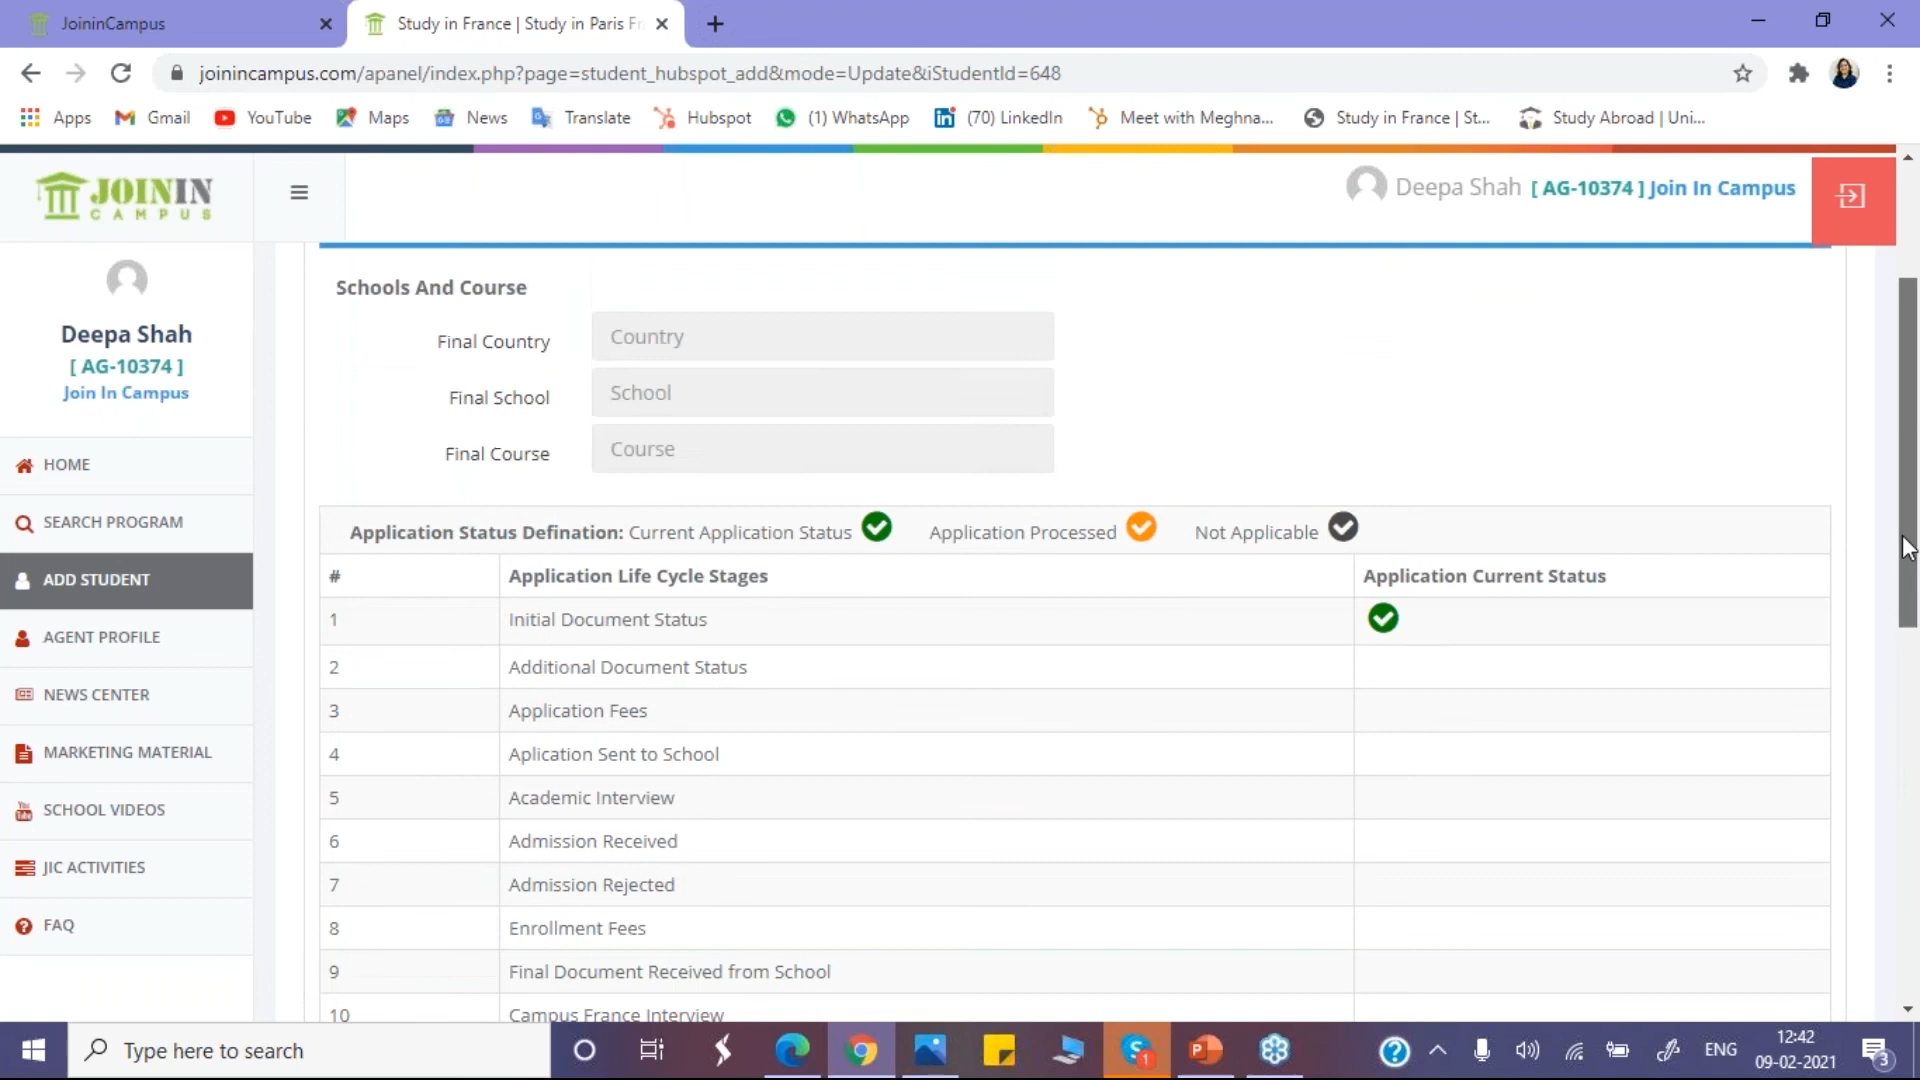 JoininCampus
Study in France | Study in Paris Fr
joinincampus.com/apanel/index.php?page=student_hubspot_add&mode=Update&iStudentId=648
Apps
Gmail
YouTube
Maps
News
Translate
Hubspot
(1) WhatsApp
(70) LinkedIn
Meet with Meghna...
Study in France | St...
Study Abroad | Uni...
JOININ
CAMPUS
Deepa Shah [ AG-10374 ] Join In Campus
Deepa Shah
[ AG-10374 ]
Join In Campus
HOME
SEARCH PROGRAM
ADD STUDENT
AGENT PROFILE
NEWS CENTER
MARKETING MATERIAL
SCHOOL VIDEOS
JIC ACTIVITIES
FAQ
Schools And Course
Final Country Country
Final School School
Final Course Course
Application Status Defination: Current Application Status Application Processed Not Applicable
# Application Life Cycle Stages Application Current Status
1 Initial Document Status
2 Additional Document Status
3 Application Fees
4 Aplication Sent to School
5 Academic Interview
6 Admission Received
7 Admission Rejected
8 Enrollment Fees
9 Final Document Received from School
10 Campus France Interview
Type here to search
ENG
12:42
09-02-2021
3